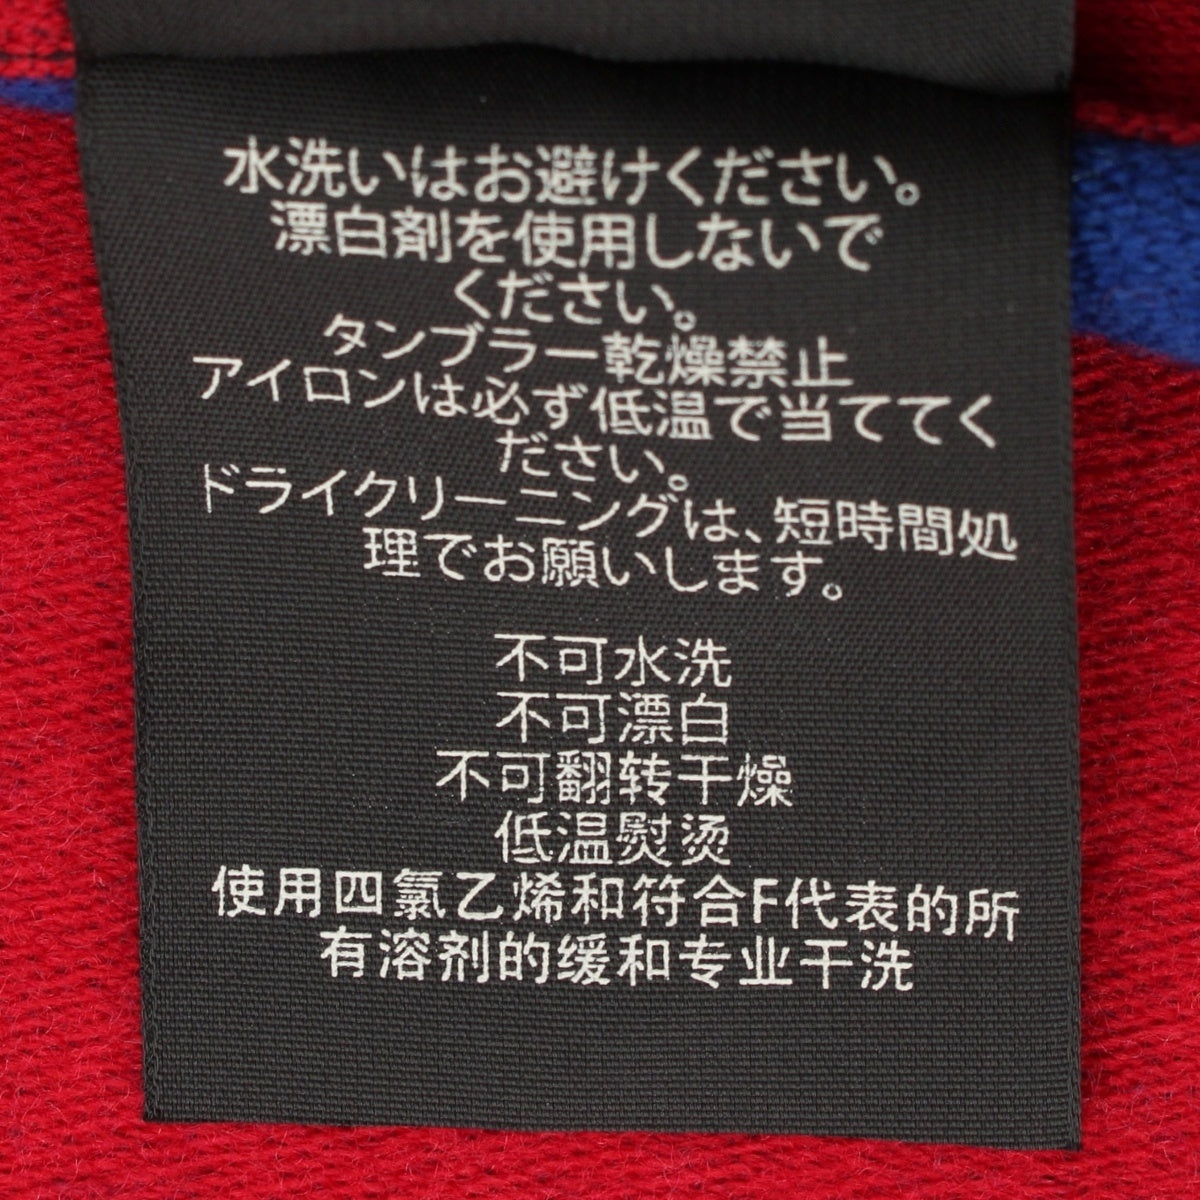 水洗いはお避けください。
漂白剤を使用しないで
ください。
タンブラー乾燥禁止
アイロンは必ず低温で当ててく
ださい。
ドライクリーニングは、短時間処
理でお願いします。
不可水洗
不可漂白
不可翻转干燥
低温熨烫
使用四氯乙烯和符合F代表的所
有溶剂的缓和专业干洗